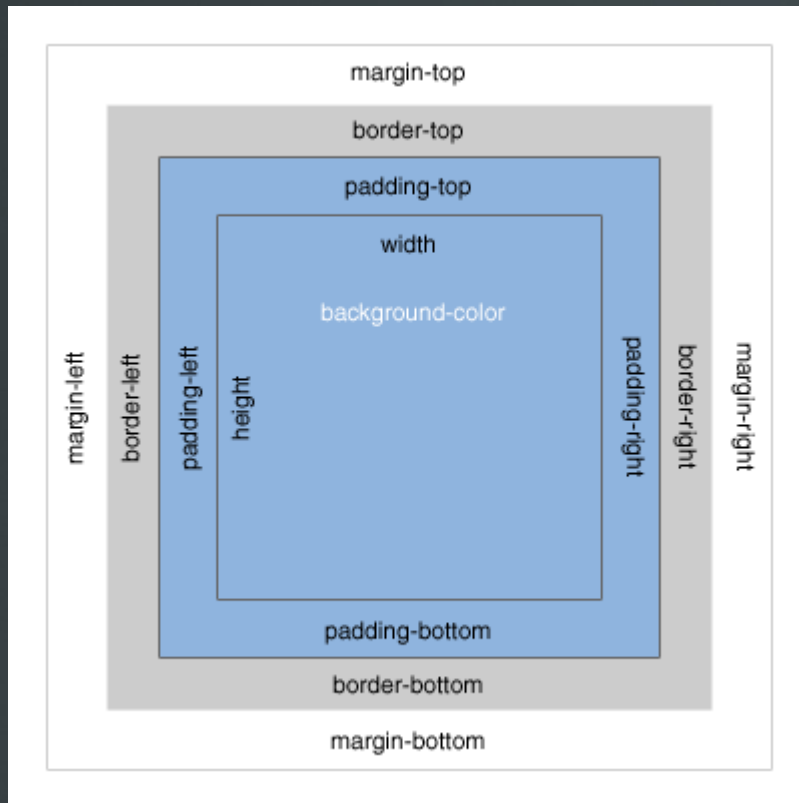 margin-top
border-top
padding-top
width
background-color
margin-left
border-left
padding-left
height
padding-right
border-right
margin-right
padding-bottom
border-bottom
margin-bottom